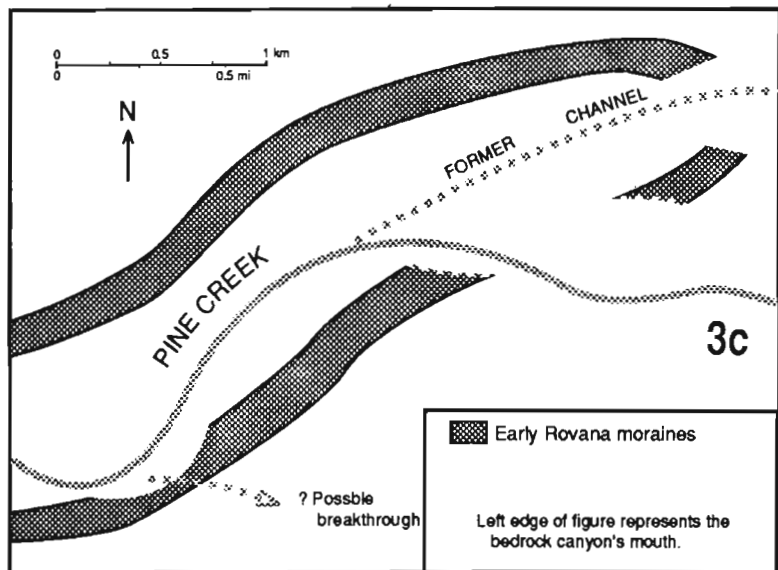 0 0.5 1 km
0 0.5 mi
N
FORMER CHANNEL
PINE CREEK
3c
Early Rovana moraines
? Possble
breakthrough
Left edge of figure represents the
bedrock canyon's mouth.